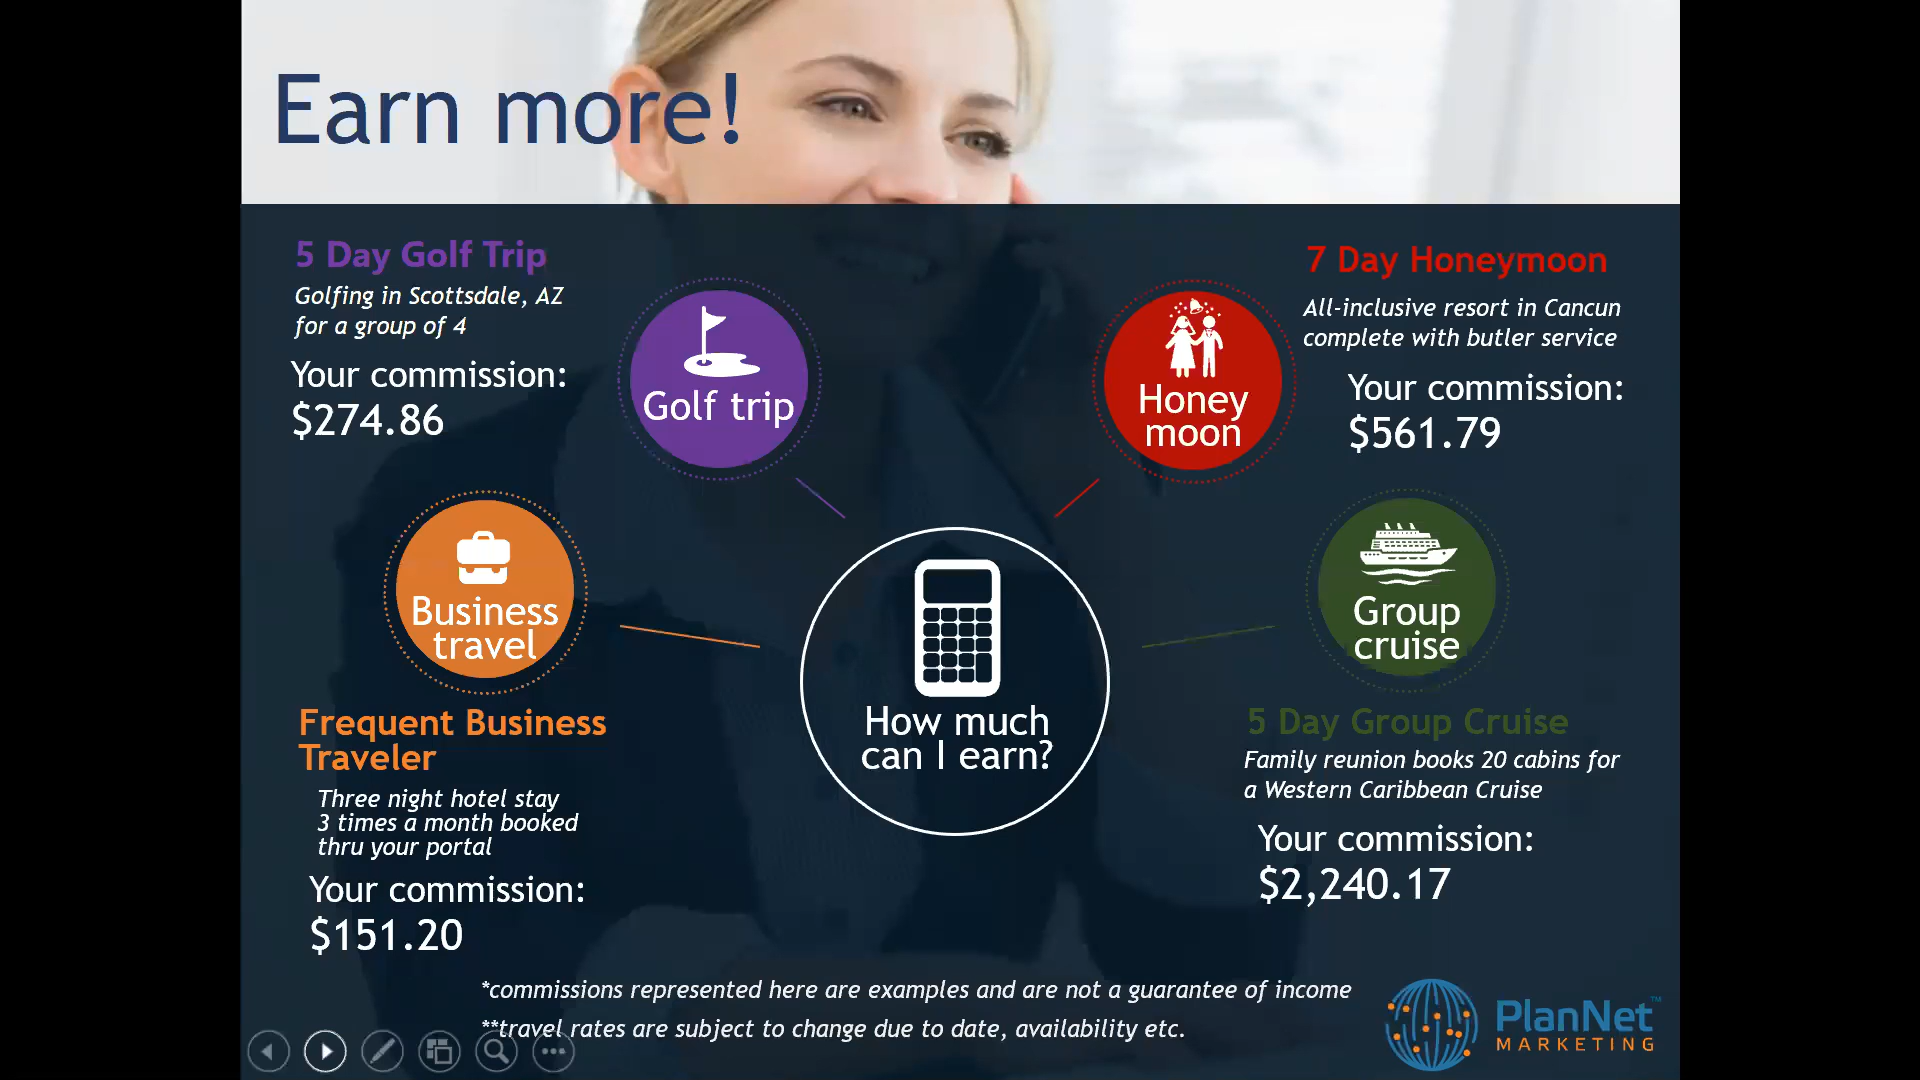 Earn more!
5 Day Golf Trip
Golfing in Scottsdale, AZ
for a group of 4
Your commission:
$274.86
Golf trip
Honey
moon
7 Day Honeymoon
All-inclusive resort in Cancun
complete with butler service
Your commission:
$561.79
Business
travel
Frequent Business
Traveler
Three night hotel stay
3 times a month booked
thru your portal
Your commission:
$151.20
How much
can I earn?
Group
cruise
5 Day Group Cruise
Family reunion books 20 cabins for
a Western Caribbean Cruise
Your commission:
$2,240.17
*commissions represented here are examples and are not a guarantee of income
**travel rates are subject to change due to date, availability etc.
PlanNet™
MARKETING